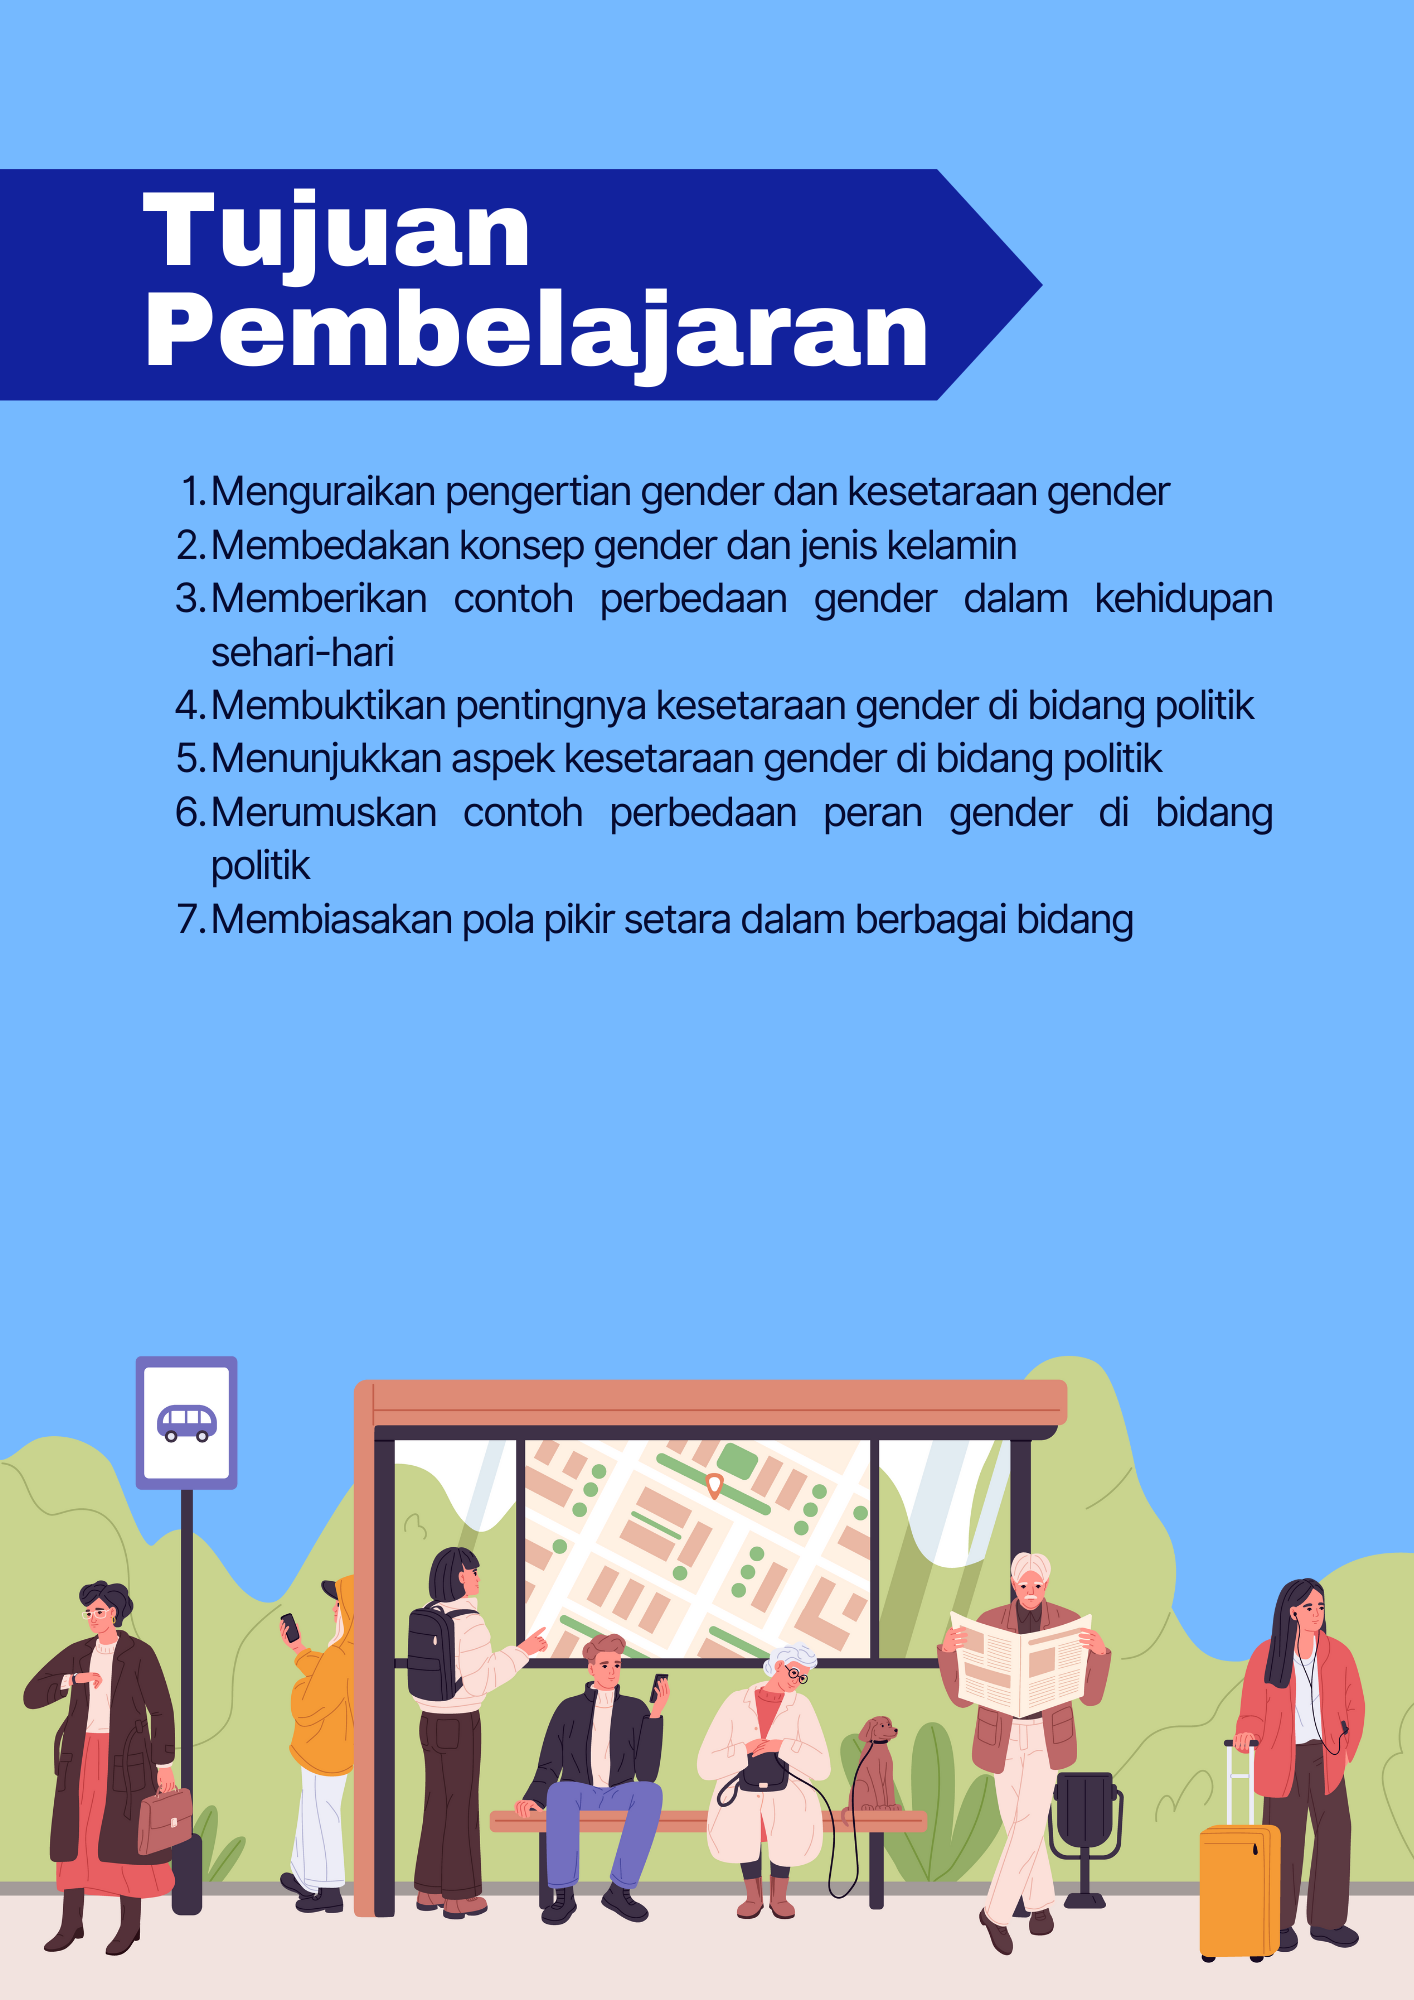 Tujuan
Pembelajaran
1. Menguraikan pengertian gender dan kesetaraan gender
2. Membedakan konsep gender dan jenis kelamin
3. Memberikan contoh perbedaan gender dalam kehidupan
sehari-hari
4. Membuktikan pentingnya kesetaraan gender di bidang politik
5. Menunjukkan aspek kesetaraan gender di bidang politik
6. Merumuskan contoh perbedaan peran gender di bidang
politik
7. Membiasakan pola pikir setara dalam berbagai bidang